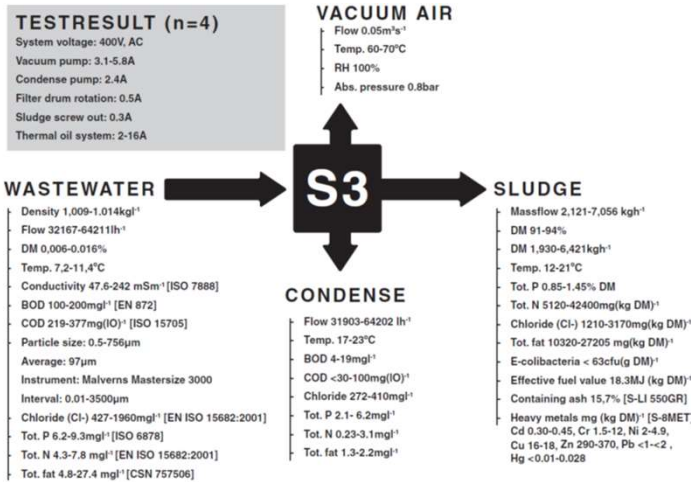 TESTRESULT (n=4)
System voltage: 400V, AC
Vacuum pump: 3.1-5.8A
Condense pump: 2.4A
Filter drum rotation: 0.5A
Sludge screw out: 0.3A
Thermal oil system: 2-16A
VACUUM AIR
Flow 0.05m³s⁻¹
Temp. 60-70ºC
RH 100%
Abs. pressure 0.8bar
S3
WASTEWATER
Density 1,009-1.014kgl⁻¹
Flow 32167-64211lh⁻¹
DM 0,006-0.016%
Temp. 7,2-11,4ºC
Conductivity 47.6-242 mSm⁻¹ [ISO 7888]
BOD 100-200mgl⁻¹ [EN 872]
COD 219-377mg(lO)⁻¹ [ISO 15705]
Particle size: 0.5-756µm
Average: 97µm
Instrument: Malverns Mastersize 3000
Interval: 0.01-3500µm
Chloride (Cl-) 427-1960mgl⁻¹ [EN ISO 15682:2001]
Tot. P 6.2-9.3mgl⁻¹ [ISO 6878]
Tot. N 4.3-7.8 mgl⁻¹ [EN ISO 15682:2001]
Tot. fat 4.8-27.4 mgl⁻¹ [CSN 757506]
CONDENSE
Flow 31903-64202 lh⁻¹
Temp. 17-23ºC
BOD 4-19mgl⁻¹
COD <30-100mg(lO)⁻¹
Chloride 272-410mgl⁻¹
Tot. P 2.1- 6.2mgl⁻¹
Tot. N 0.23-3.1mgl⁻¹
Tot. fat 1.3-2.2mgl⁻¹
SLUDGE
Massflow 2,121-7,056 kgh⁻¹
DM 91-94%
DM 1,930-6,421kgh⁻¹
Temp. 12-21ºC
Tot. P 0.85-1.45% DM
Tot. N 5120-42400mg(kg DM)⁻¹
Chloride (Cl-) 1210-3170mg(kg DM)⁻¹
Tot. fat 10320-27205 mg(kg DM)⁻¹
E-colibacteria < 63cfu(g DM)⁻¹
Effective fuel value 18.3MJ (kg DM)⁻¹
Containing ash 15,7% [S-LI 550GR]
Heavy metals mg (kg DM)⁻¹ [S-8MET]
Cd 0.30-0.45, Cr 1.5-12, Ni 2-4.9,
Cu 16-18, Zn 290-370, Pb <1-<2 ,
Hg <0.01-0.028